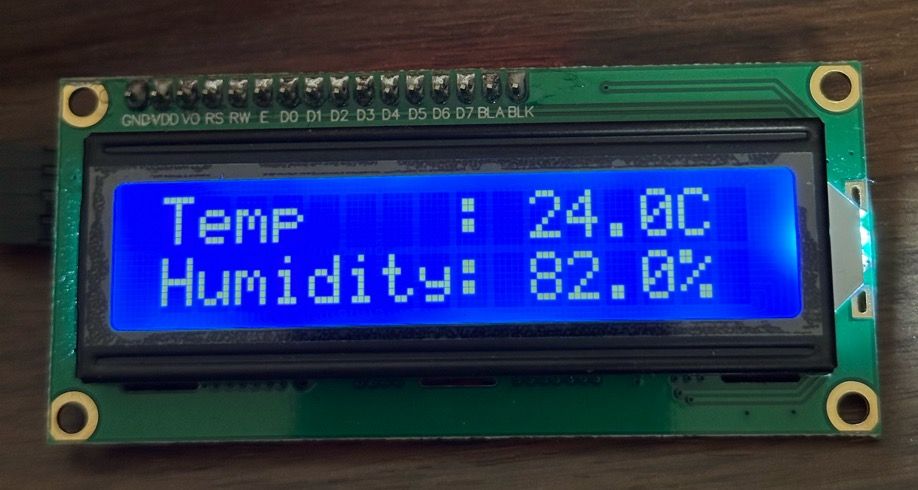 GND VDD VO RS RW E D0 D1 D2 D3 D4 D5 D6 D7 BLA BLK
Temp : 24.0C
Humidity: 82.0%